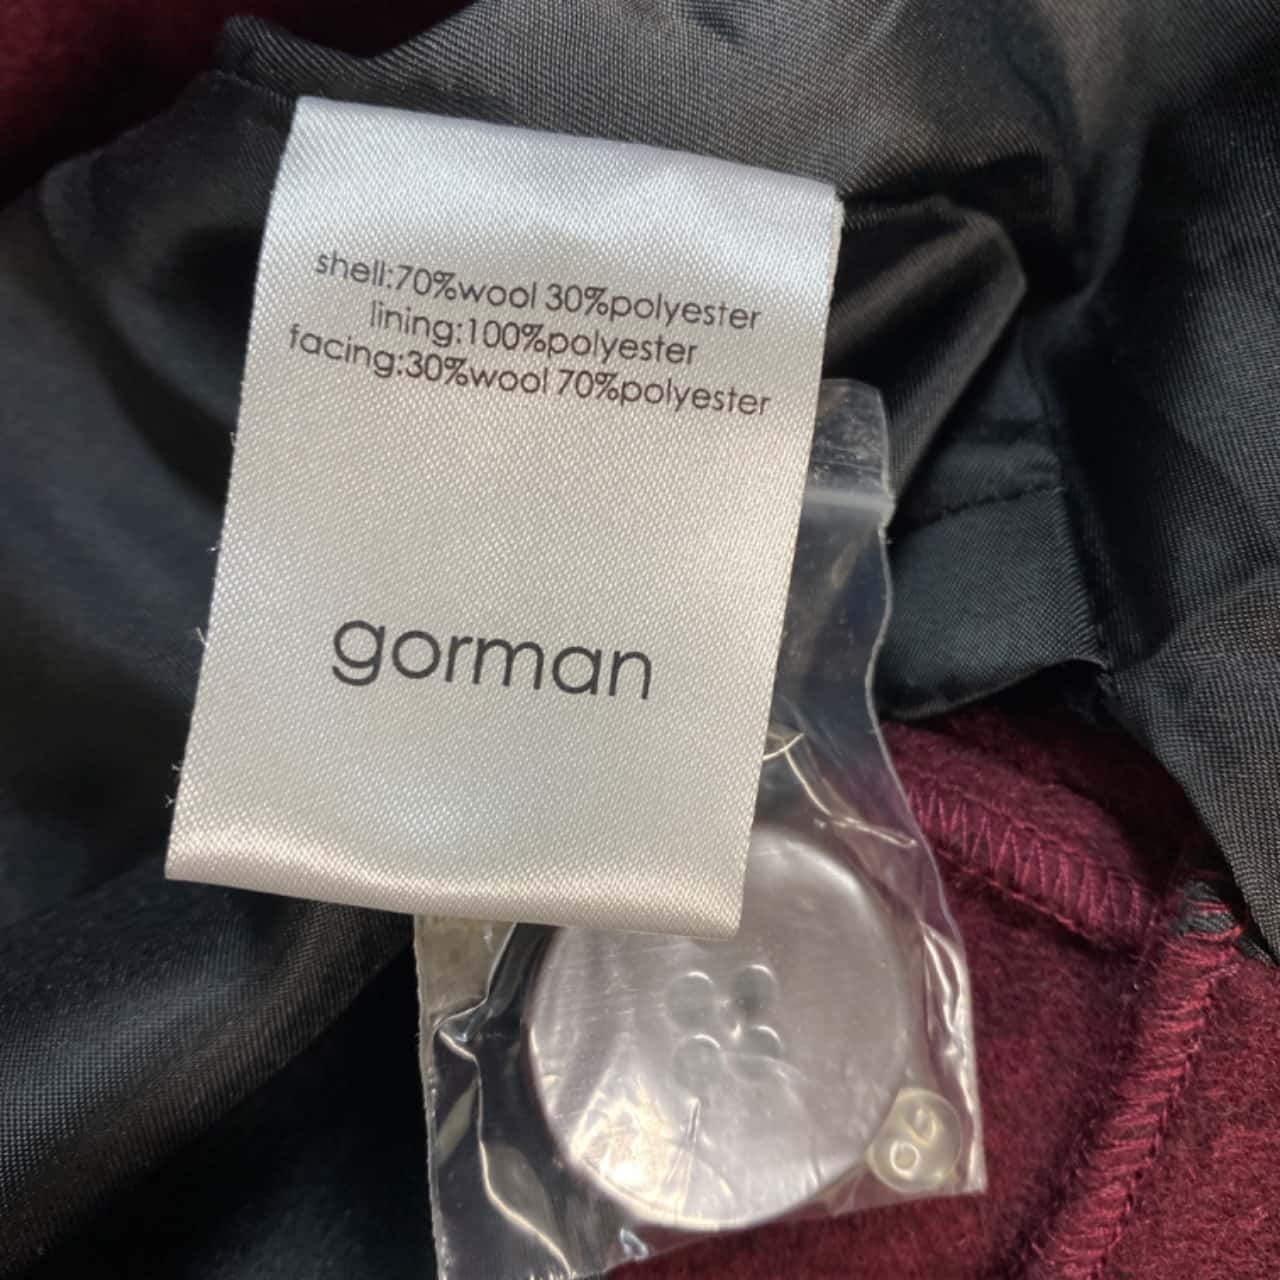 shell:70%wool 30%polyester
lining:100%polyester
facing:30%wool 70%polyester
gorman